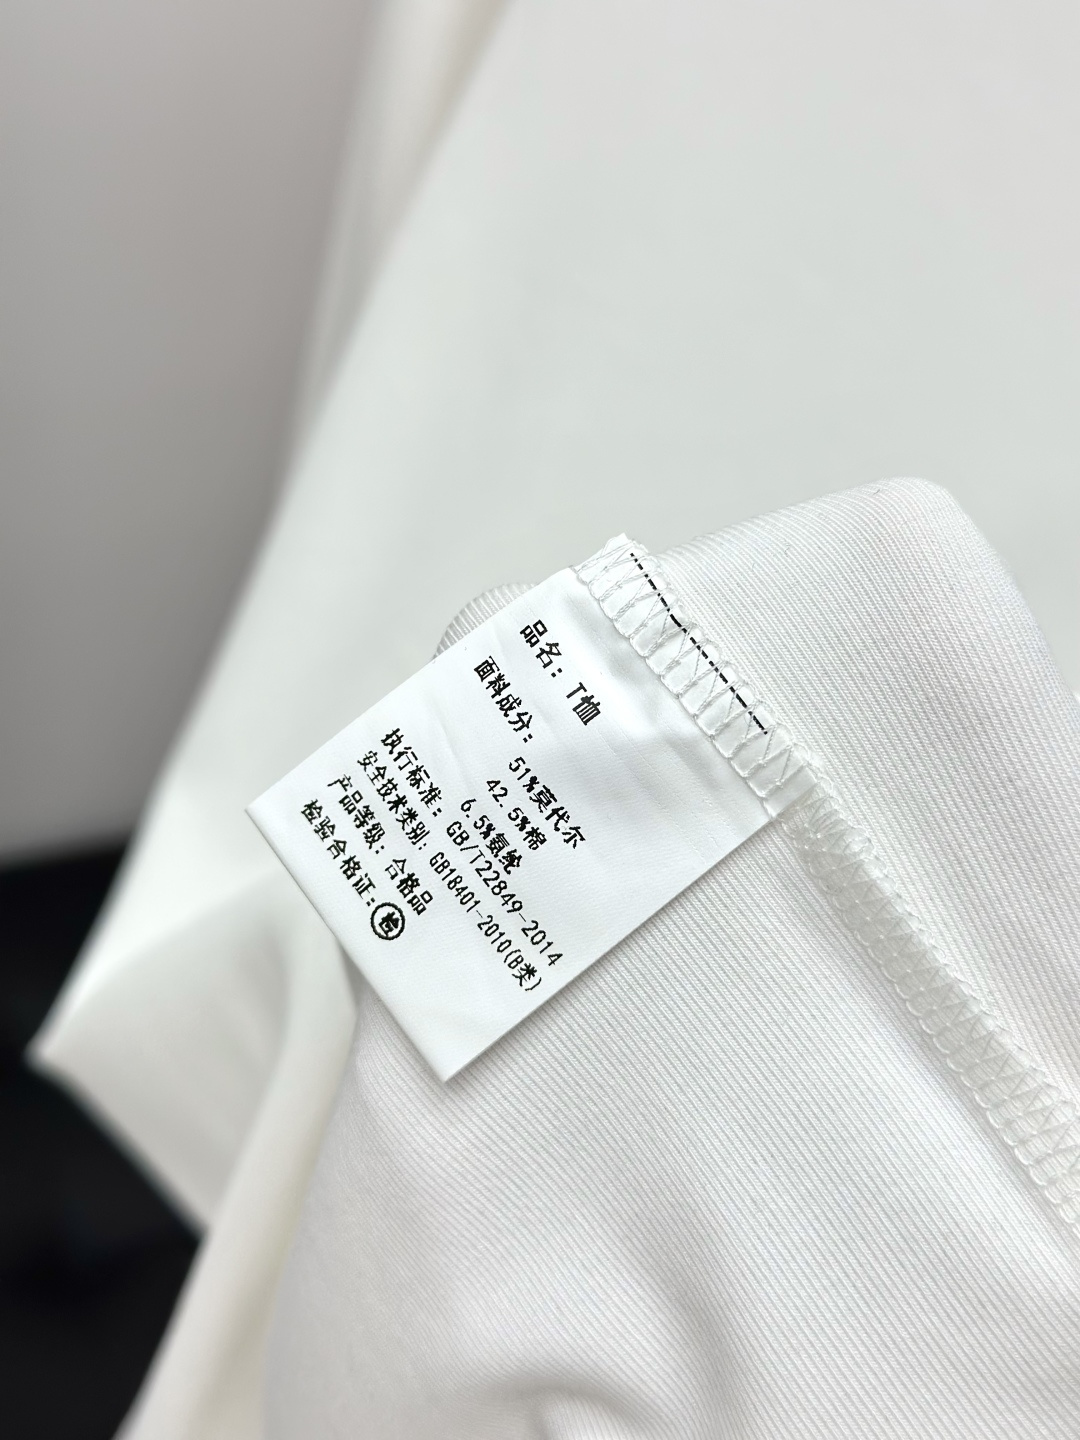 品名：T恤
面料成分：
51%莫代尔
42.5%棉
6.5%氨纶
执行标准：GB/T22849-2014
安全技术类别：GB18401-2010(B类)
产品等级：合格品
检验合格证：检